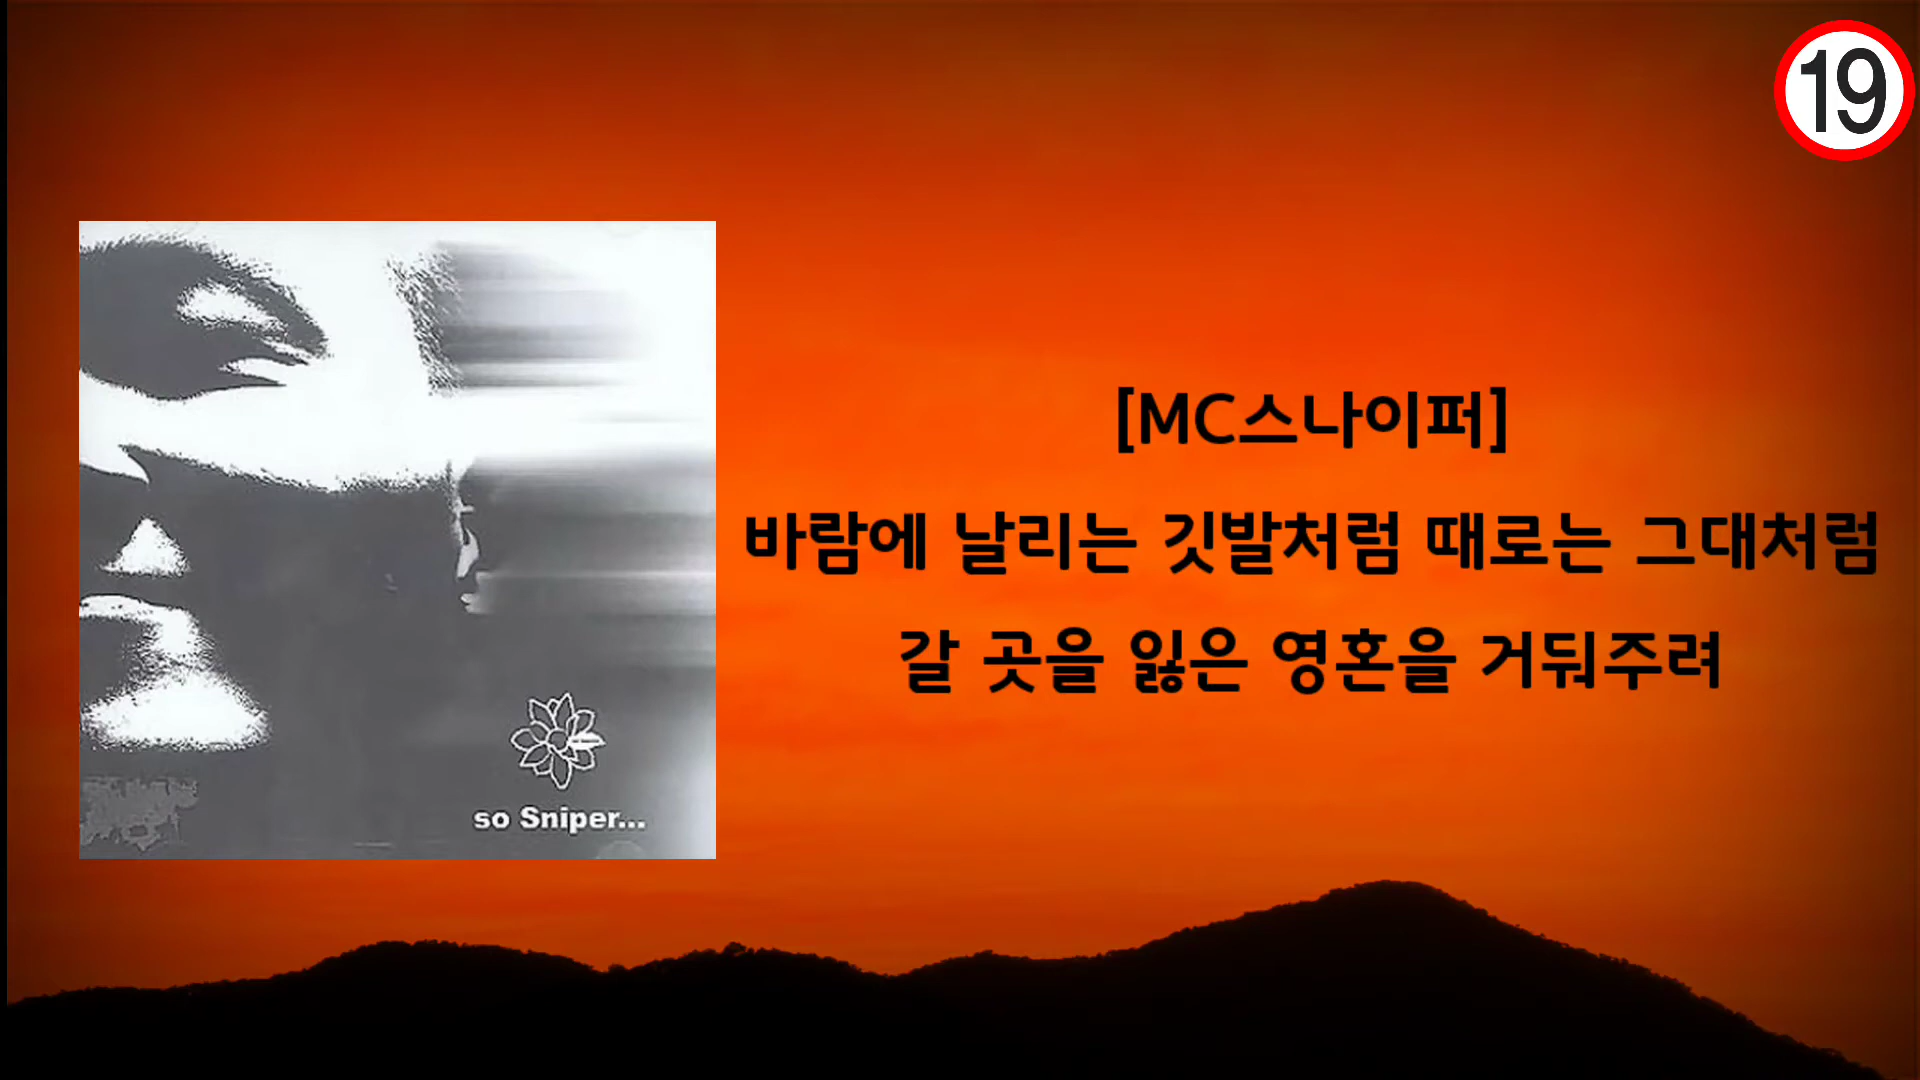 19
[MC스나이퍼]
바람에 날리는 깃발처럼 때로는 그대처럼
갈 곳을 잃은 영혼을 거둬주려
so Sniper...